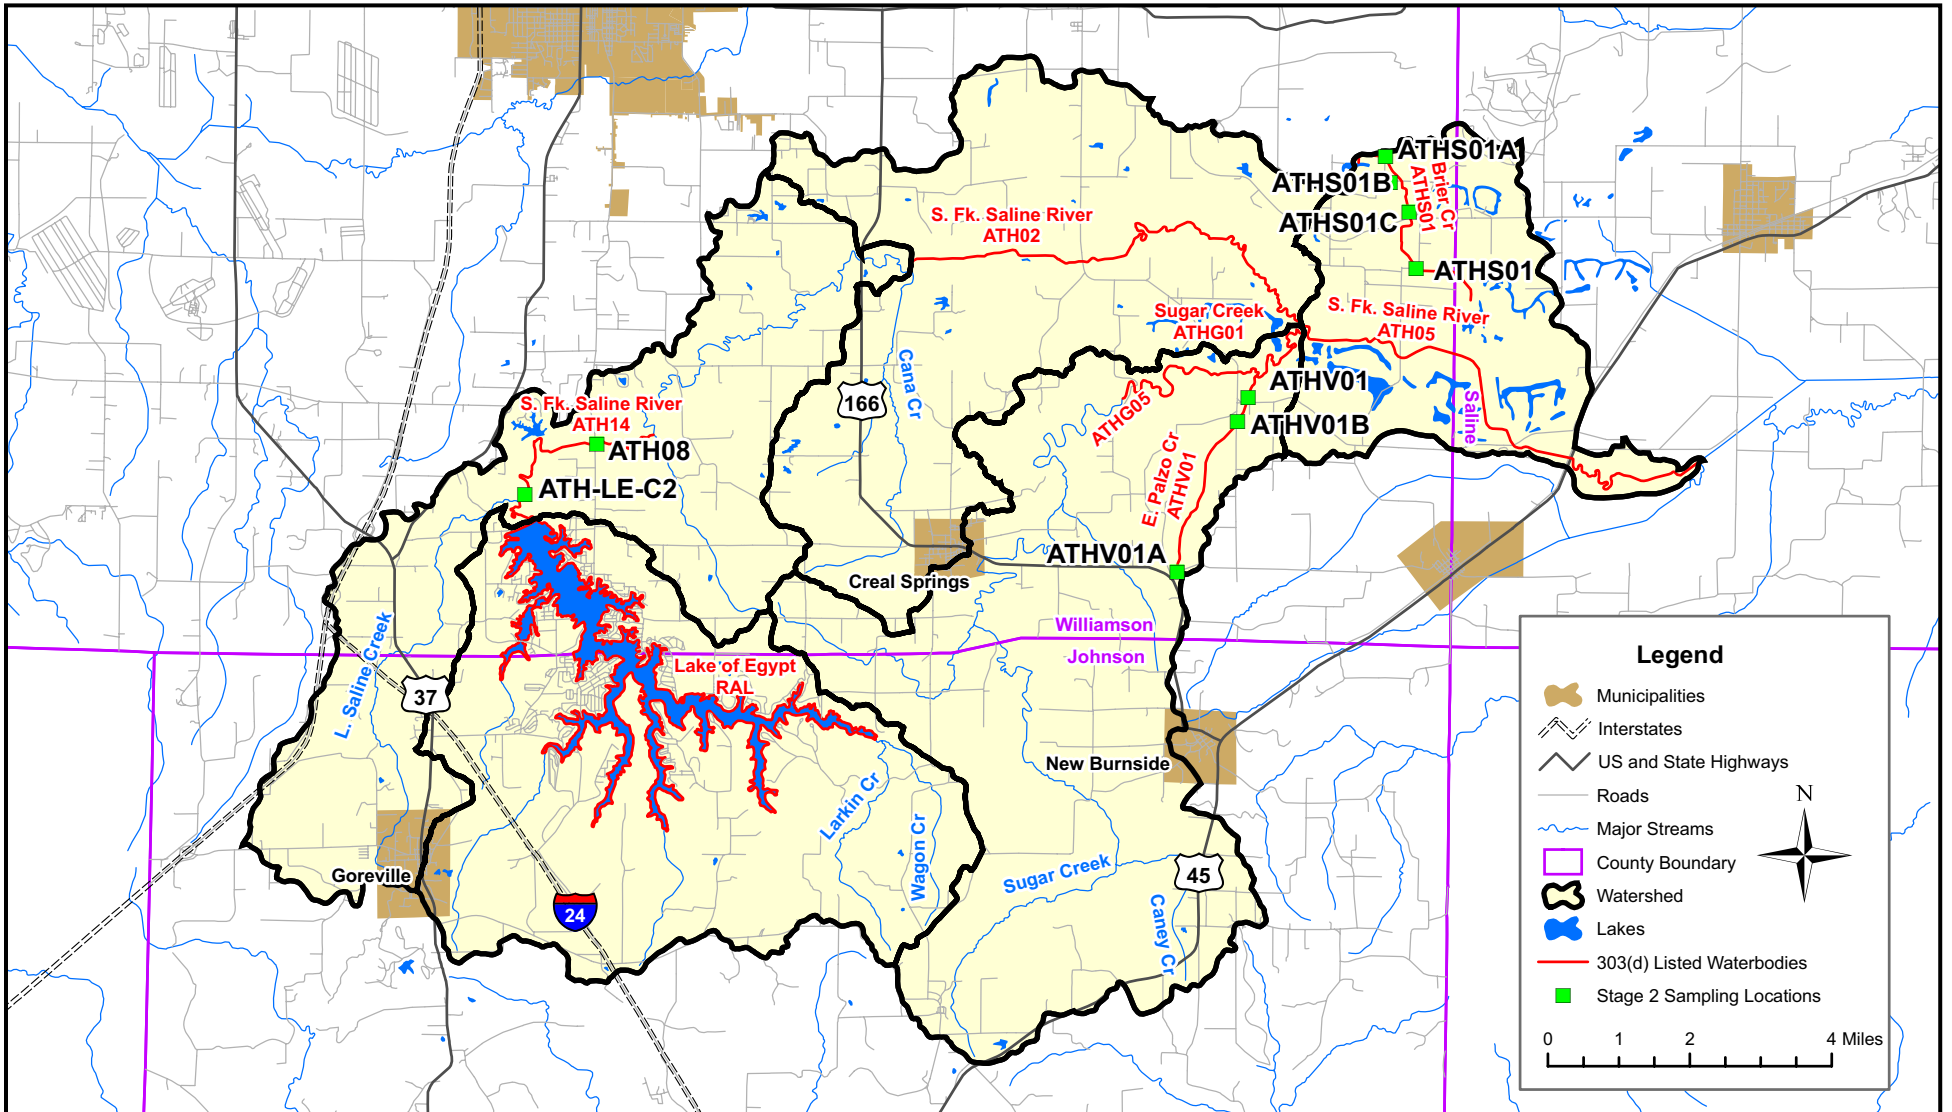 ATHS01A
ATHS01B
Brier Cr
ATHS01
ATHS01C
S. Fk. Saline River
ATH02
ATHS01
Sugar Creek
ATHG01
S. Fk. Saline River
ATH05
Cana Cr
166
ATHV01
ATHG05
ATHV01B
Saline
S. Fk. Saline River
ATH14
ATH08
E. Palzo Cr
ATHV01
ATH-LE-C2
ATHV01A
Creal Springs
Williamson
Johnson
L. Saline Creek
37
Lake of Egypt
RAL
New Burnside
Larkin Cr
Wagon Cr
Sugar Creek
45
Caney Cr
Goreville
24
Legend
Municipalities
Interstates
US and State Highways
Roads
Major Streams
County Boundary
Watershed
Lakes
303(d) Listed Waterbodies
Stage 2 Sampling Locations
N
0 1 2 4 Miles